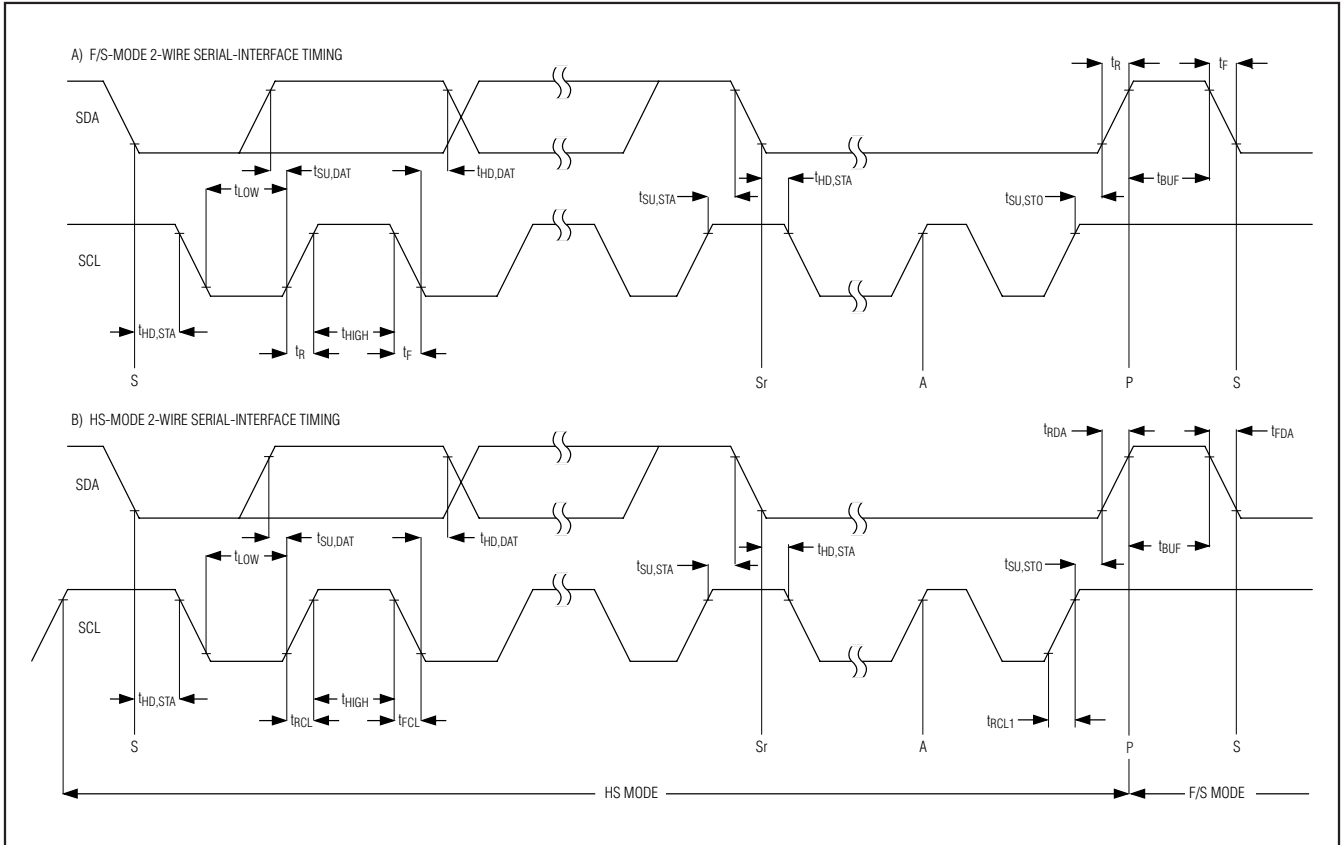 A) F/S-MODE 2-WIRE SERIAL-INTERFACE TIMING
tR
tF
SDA
tSU,DAT
tHD,DAT
tLOW
tHD,STA
tSU,STA
tBUF
tSU,STO
SCL
tHD,STA
tR
tHIGH
tF
S
Sr
A
P
S
B) HS-MODE 2-WIRE SERIAL-INTERFACE TIMING
tRDA
tFDA
SDA
tSU,DAT
tHD,DAT
tLOW
tHD,STA
tSU,STA
tBUF
tSU,STO
SCL
tHD,STA
tRCL
tHIGH
tFCL
tRCL1
S
Sr
A
P
S
HS MODE
F/S MODE